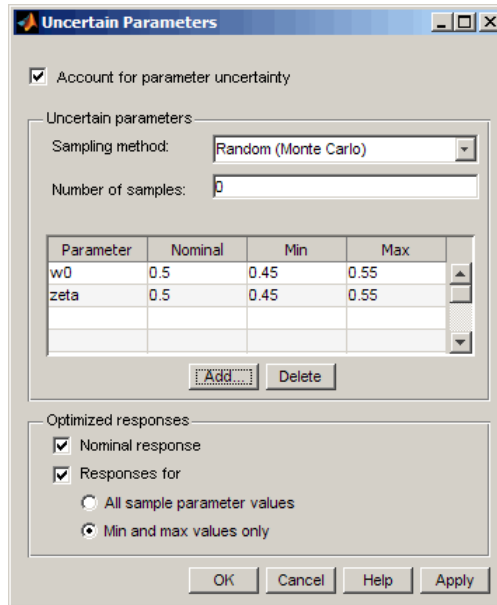 Uncertain Parameters
Account for parameter uncertainty
Uncertain parameters
Sampling method: Random (Monte Carlo)
Number of samples: 0
Parameter Nominal Min Max
w0 0.5 0.45 0.55
zeta 0.5 0.45 0.55
Add... Delete
Optimized responses
Nominal response
Responses for
All sample parameter values
Min and max values only
OK Cancel Help Apply